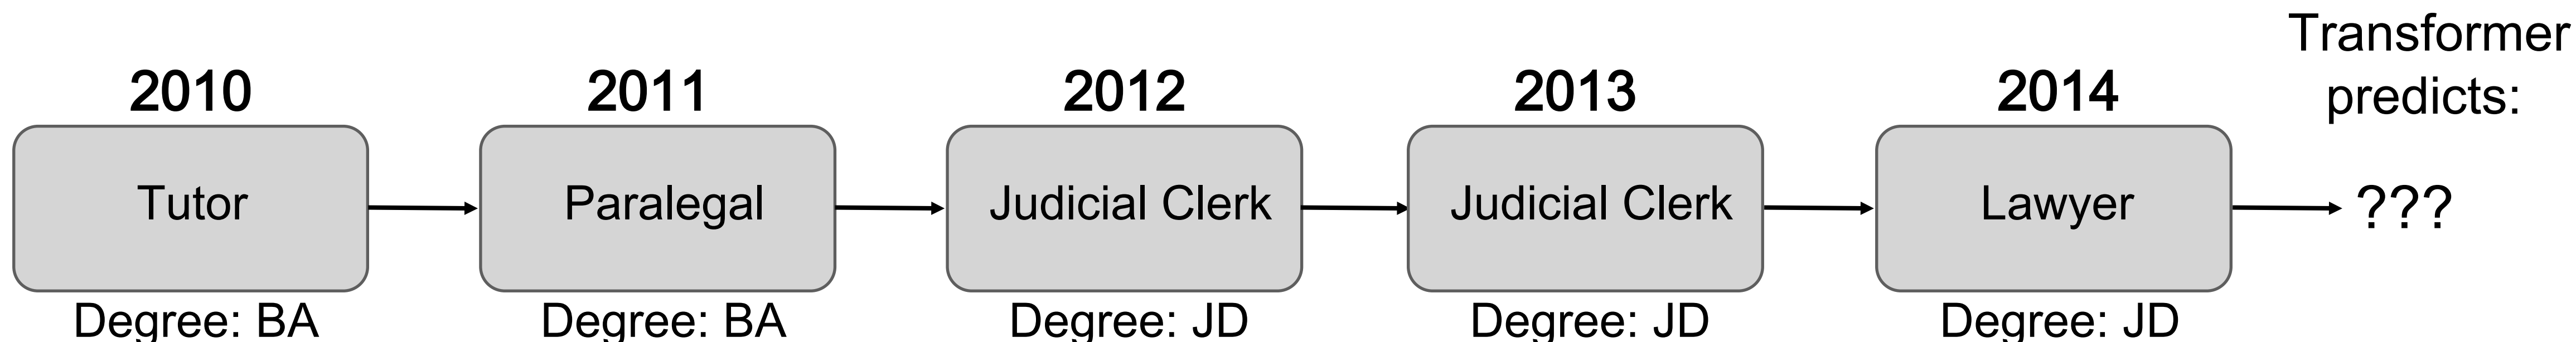 2010
Tutor
Degree: BA
2011
Paralegal
Degree: BA
2012
Judicial Clerk
Degree: JD
2013
Judicial Clerk
Degree: JD
2014
Lawyer
Degree: JD
Transformer
predicts:
???